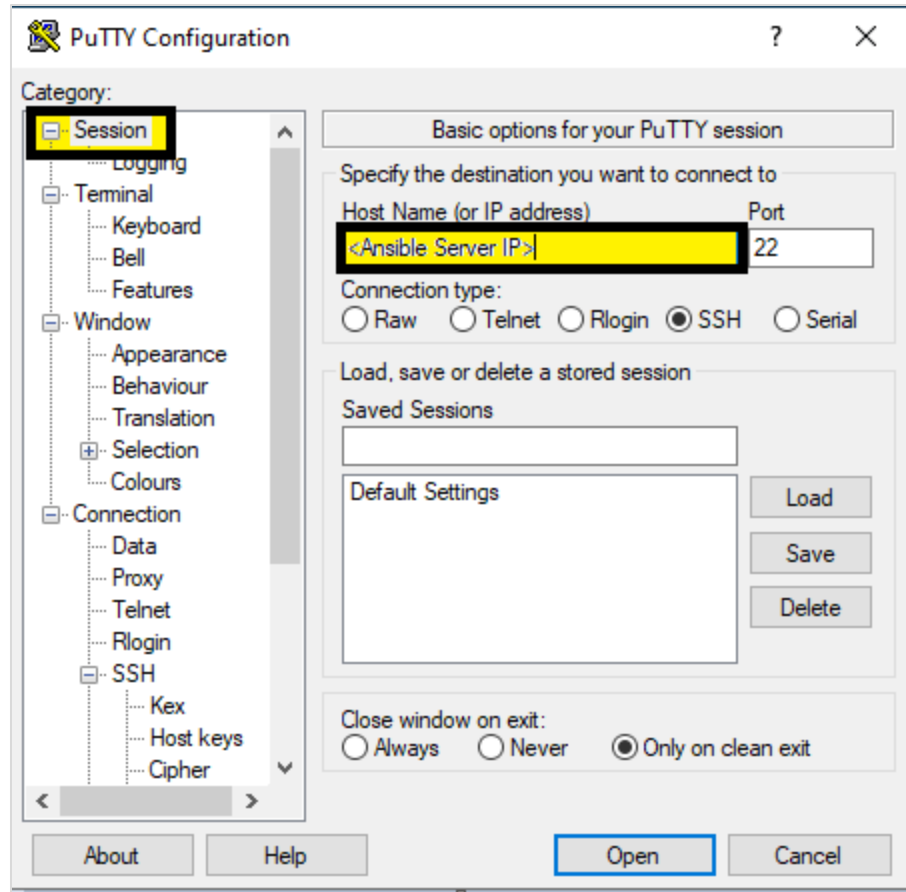 PuTTY Configuration ? ×
Category:
Session
Logging
Terminal
Keyboard
Bell
Features
Window
Appearance
Behaviour
Translation
Selection
Colours
Connection
Data
Proxy
Telnet
Rlogin
SSH
Kex
Host keys
Cipher
Basic options for your PuTTY session
Specify the destination you want to connect to
Host Name (or IP address) Port
<Ansible Server IP> 22
Connection type:
Raw Telnet Rlogin SSH Serial
Load, save or delete a stored session
Saved Sessions
Default Settings
Load
Save
Delete
Close window on exit:
Always Never Only on clean exit
About Help Open Cancel